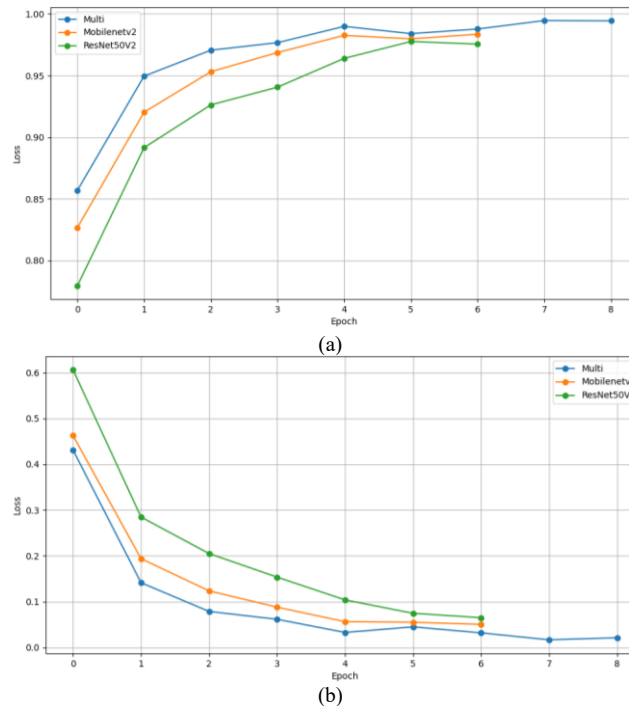 Multi
Mobilenetv2
ResNet50V2
1.00
0.95
0.90
0.85
0.80
Loss
0 1 2 3 4 5 6 7 8
Epoch
(a)
Multi
Mobilenetv
ResNet50V
0.6
0.5
0.4
0.3
0.2
0.1
0.0
Loss
0 1 2 3 4 5 6 7 8
Epoch
(b)